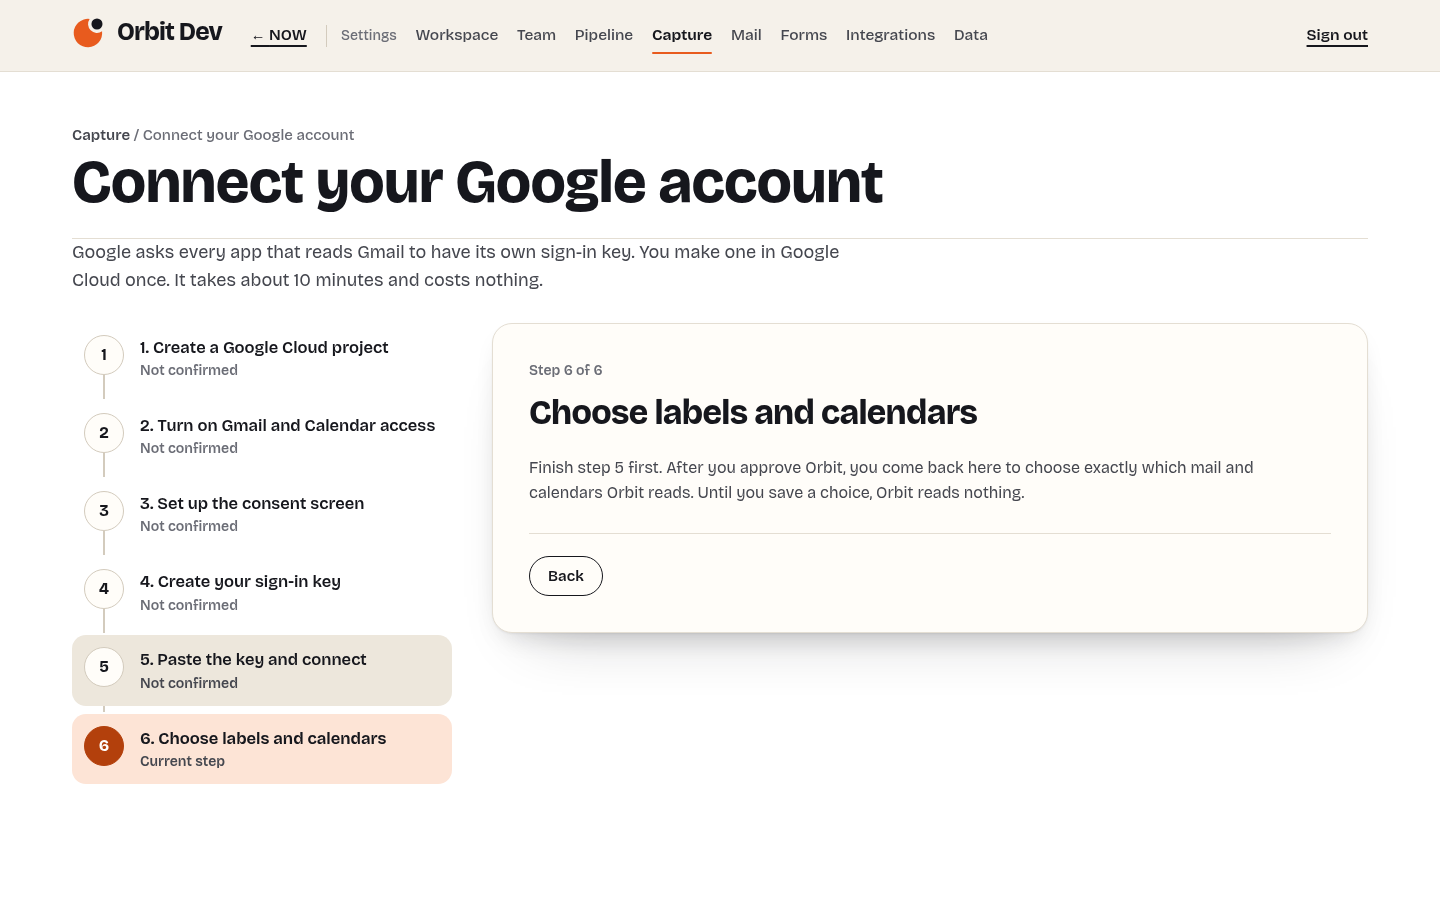 Orbit Dev
← NOW
Settings
Workspace
Team
Pipeline
Capture
Mail
Forms
Integrations
Data
Sign out
Capture / Connect your Google account
Connect your Google account
Google asks every app that reads Gmail to have its own sign-in key. You make one in Google
Cloud once. It takes about 10 minutes and costs nothing.
1
1. Create a Google Cloud project
Not confirmed
2
2. Turn on Gmail and Calendar access
Not confirmed
3
3. Set up the consent screen
Not confirmed
4
4. Create your sign-in key
Not confirmed
5
5. Paste the key and connect
Not confirmed
6
6. Choose labels and calendars
Current step
Step 6 of 6
Choose labels and calendars
Finish step 5 first. After you approve Orbit, you come back here to choose exactly which mail and
calendars Orbit reads. Until you save a choice, Orbit reads nothing.
Back